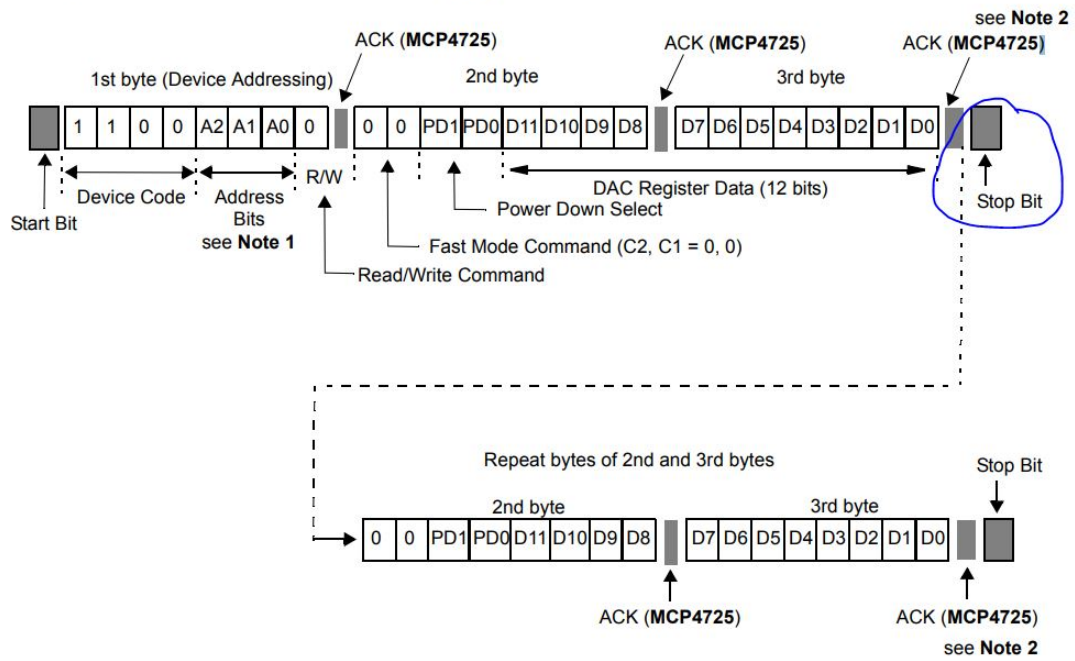 see Note 2
ACK (MCP4725)
ACK (MCP4725)
ACK (MCP4725)
1st byte (Device Addressing)
2nd byte
3rd byte
1 1 0 0 A2 A1 A0 0 0 0 PD1 PD0 D11 D10 D9 D8 D7 D6 D5 D4 D3 D2 D1 D0
Device Code
Address
Bits
see Note 1
R/W
DAC Register Data (12 bits)
Start Bit
Power Down Select
Stop Bit
Fast Mode Command (C2, C1 = 0, 0)
Read/Write Command
Repeat bytes of 2nd and 3rd bytes
Stop Bit
2nd byte
3rd byte
0 0 PD1 PD0 D11 D10 D9 D8 D7 D6 D5 D4 D3 D2 D1 D0
ACK (MCP4725)
ACK (MCP4725)
see Note 2